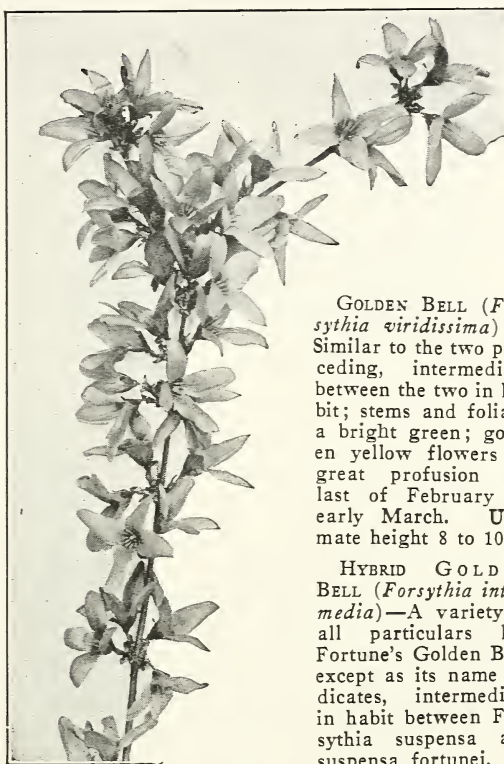 GOLDEN BELL (F
sythia viridissima)
Similar to the two p
ceding, intermedi
between the two in h
bit; stems and folia
a bright green; go
en yellow flowers
great profusion
last of February
early March. U
mate height 8 to 10
HYBRID GOLD
BELL (Forsythia int
media)—A variety
all particulars l
Fortune's Golden B
except as its name
dicates, intermedi
in habit between F
sythia suspensa a
suspensa fortunei.